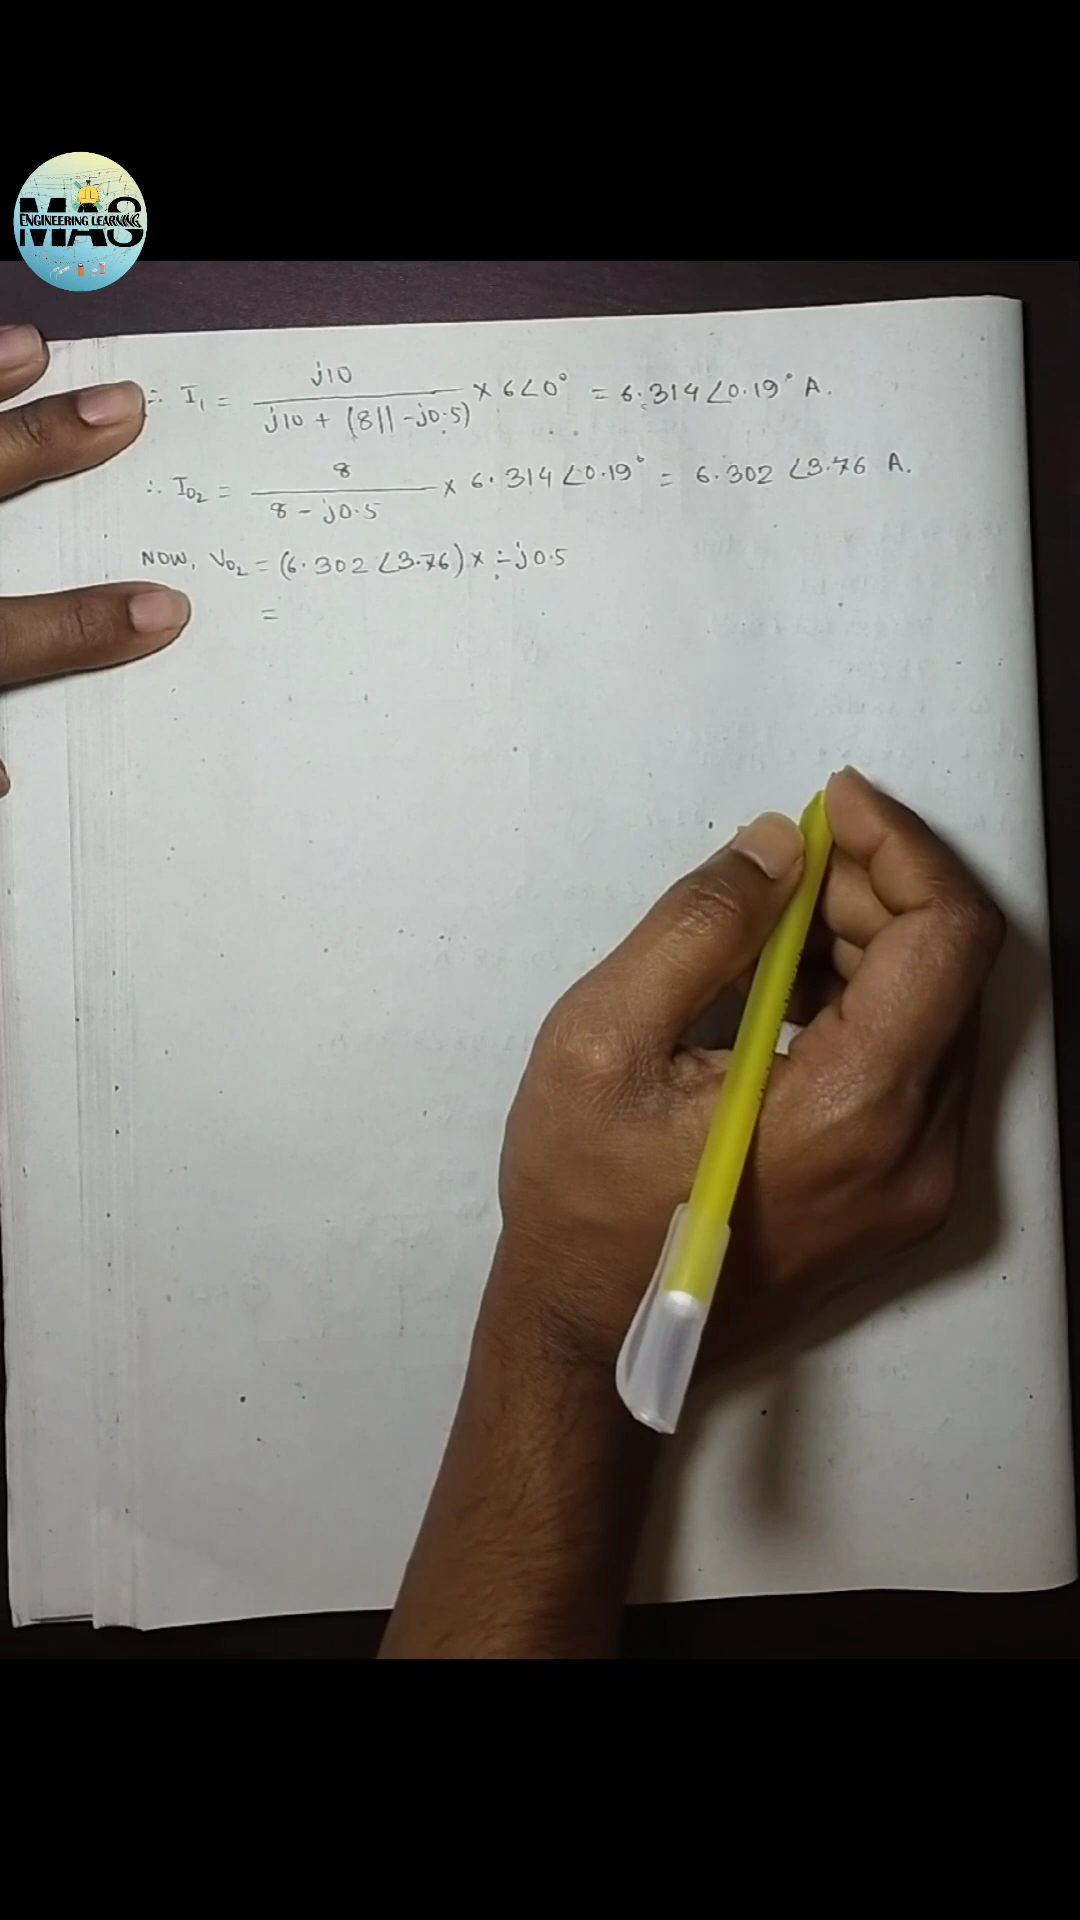 MAS
ENGINEERING LEARNING
∴ I₁ = j10 / (j10 + (8||-j0.5)) × 6∠0° = 6.314∠0.19° A.
∴ I₀₂ = 8 / (8 - j0.5) × 6.314∠0.19° = 6.302∠3.76 A.
NOW, V₀₂ = (6.302∠3.76) × -j0.5
=